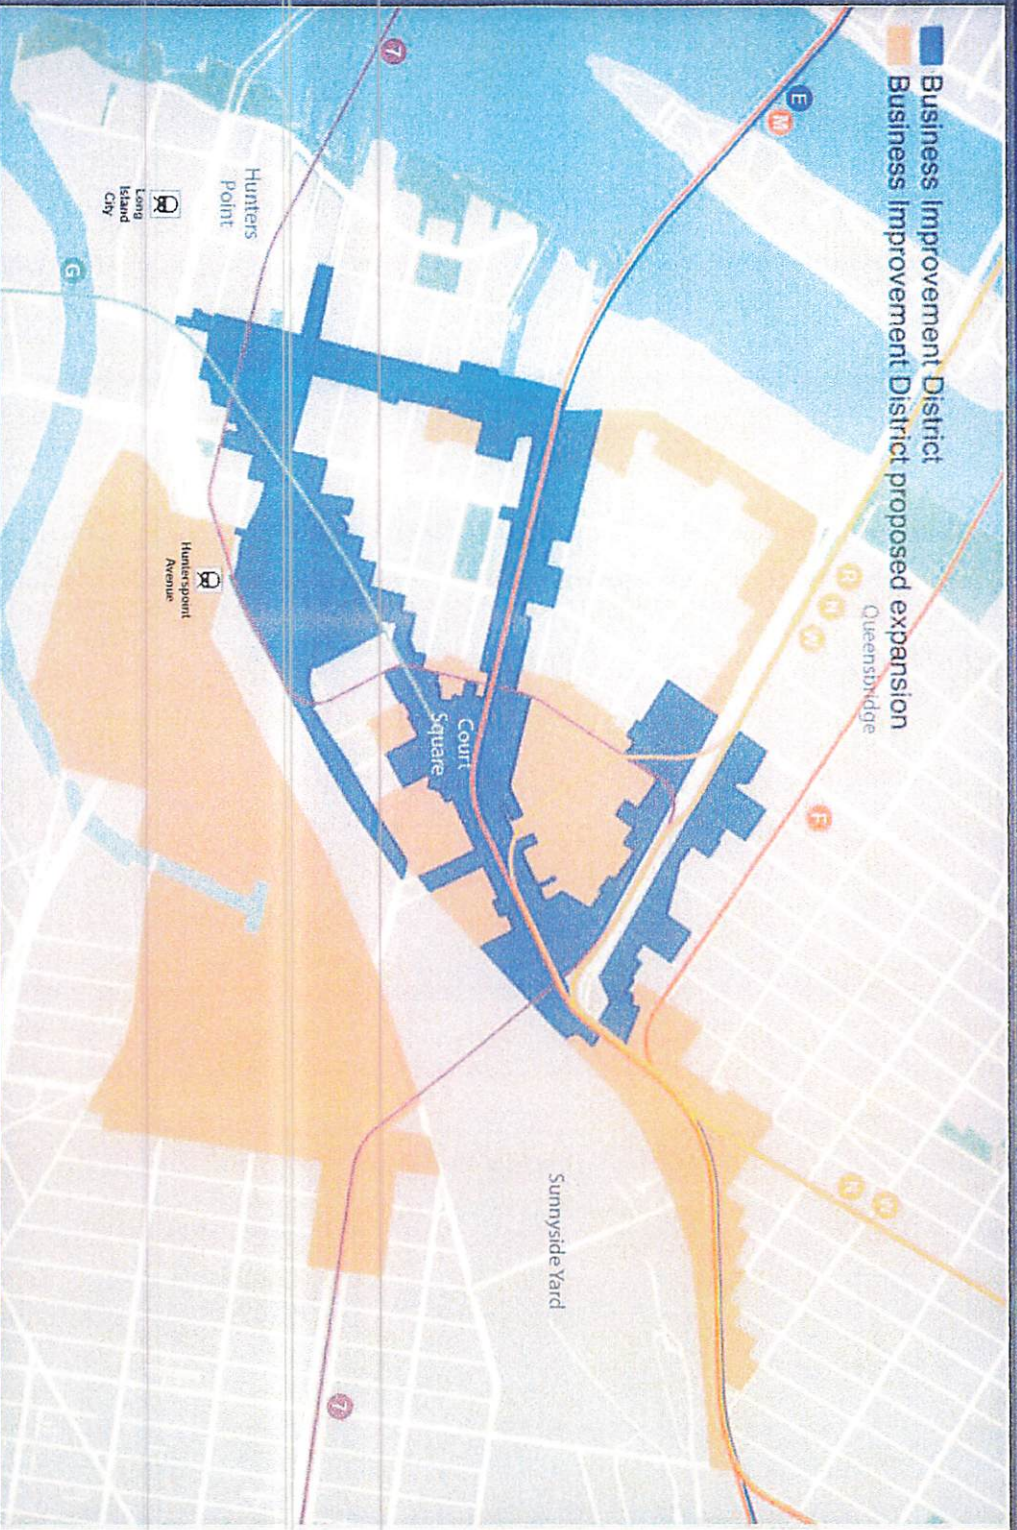 Business Improvement District
Business Improvement District proposed expansion
7
E
M
Queensbridge
R
N
W
F
Hunters
Point
Long
Island
City
G
Hunterspoint
Avenue
Court
Square
Sunnyside Yard
N
W
7